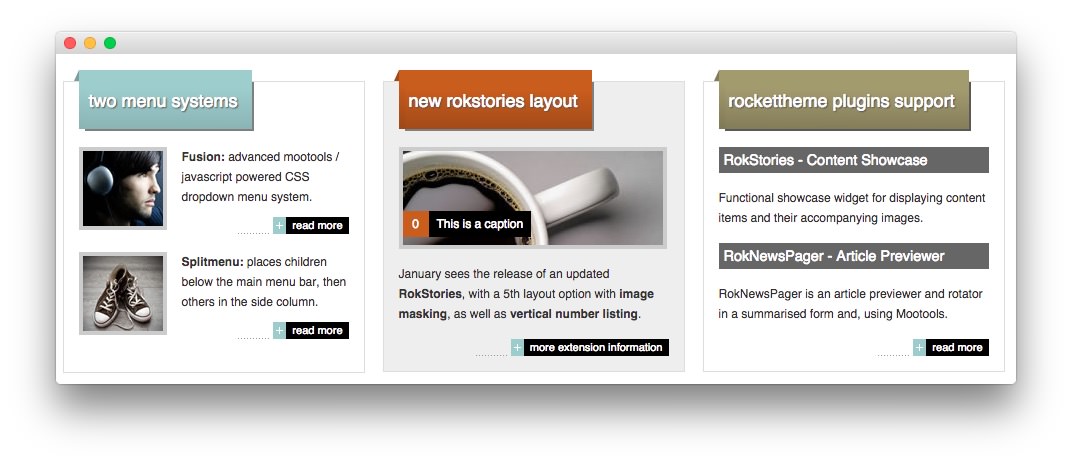 two menu systems
Fusion: advanced mootools /
javascript powered CSS
dropdown menu system.
+ read more
Splitmenu: places children
below the main menu bar, then
others in the side column.
+ read more
new rokstories layout
0 This is a caption
January sees the release of an updated
RokStories, with a 5th layout option with image
masking, as well as vertical number listing.
+ more extension information
rockettheme plugins support
RokStories - Content Showcase
Functional showcase widget for displaying content
items and their accompanying images.
RokNewsPager - Article Previewer
RokNewsPager is an article previewer and rotator
in a summarised form and, using Mootools.
+ read more